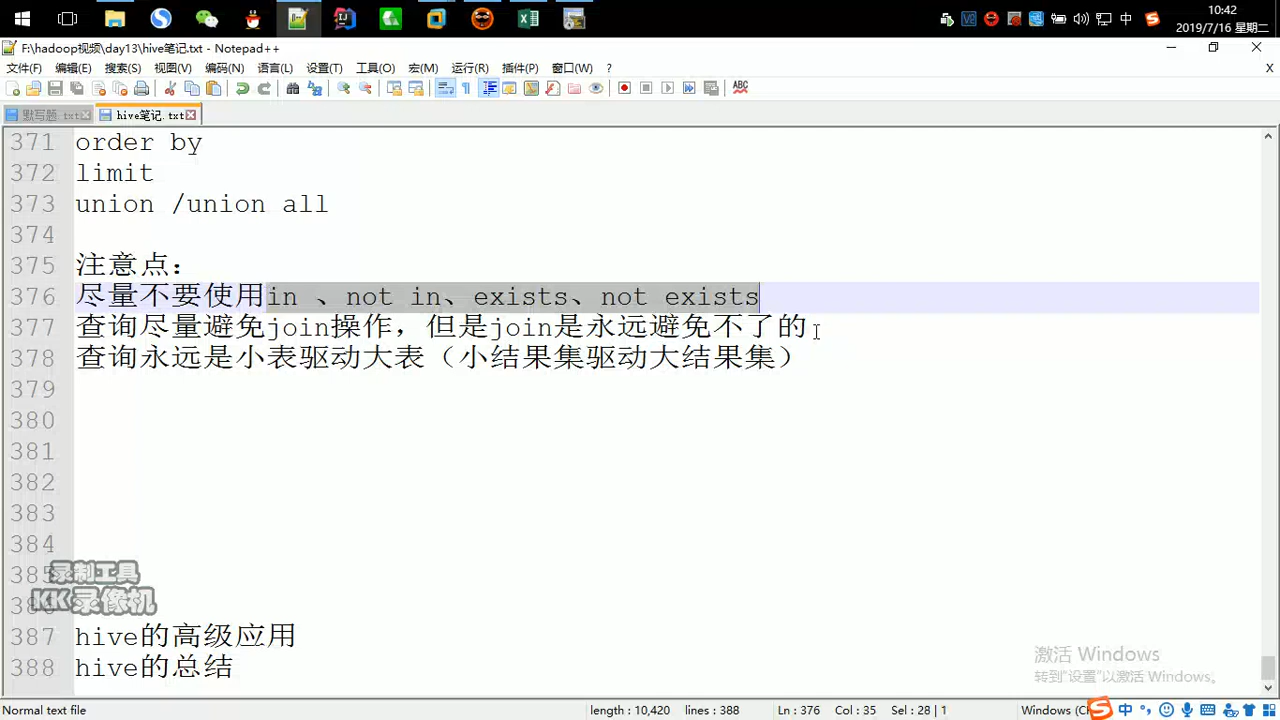 10:42
2019/7/16 星期二
中
F:\hadoop视频\day13\hive笔记.txt - Notepad++
文件(F) 编辑(E) 搜索(S) 视图(V) 编码(N) 语言(L) 设置(T) 工具(O) 宏(M) 运行(R) 插件(P) 窗口(W) ? X
默写题.txt hive笔记.txt
371 order by
372 limit
373 union /union all
374
375 注意点：
376 尽量不要使用in 、not in、exists、not exists
377 查询尽量避免join操作，但是join是永远避免不了的
378 查询永远是小表驱动大表（小结果集驱动大结果集）
379
380
381
382
383
384
385
录制工具
KK录像机
387 hive的高级应用
388 hive的总结
激活 Windows
转到"设置"以激活 Windows。
Normal text file length : 10,420 lines : 388 Ln : 376 Col : 35 Sel : 28 | 1 Windows (C 中